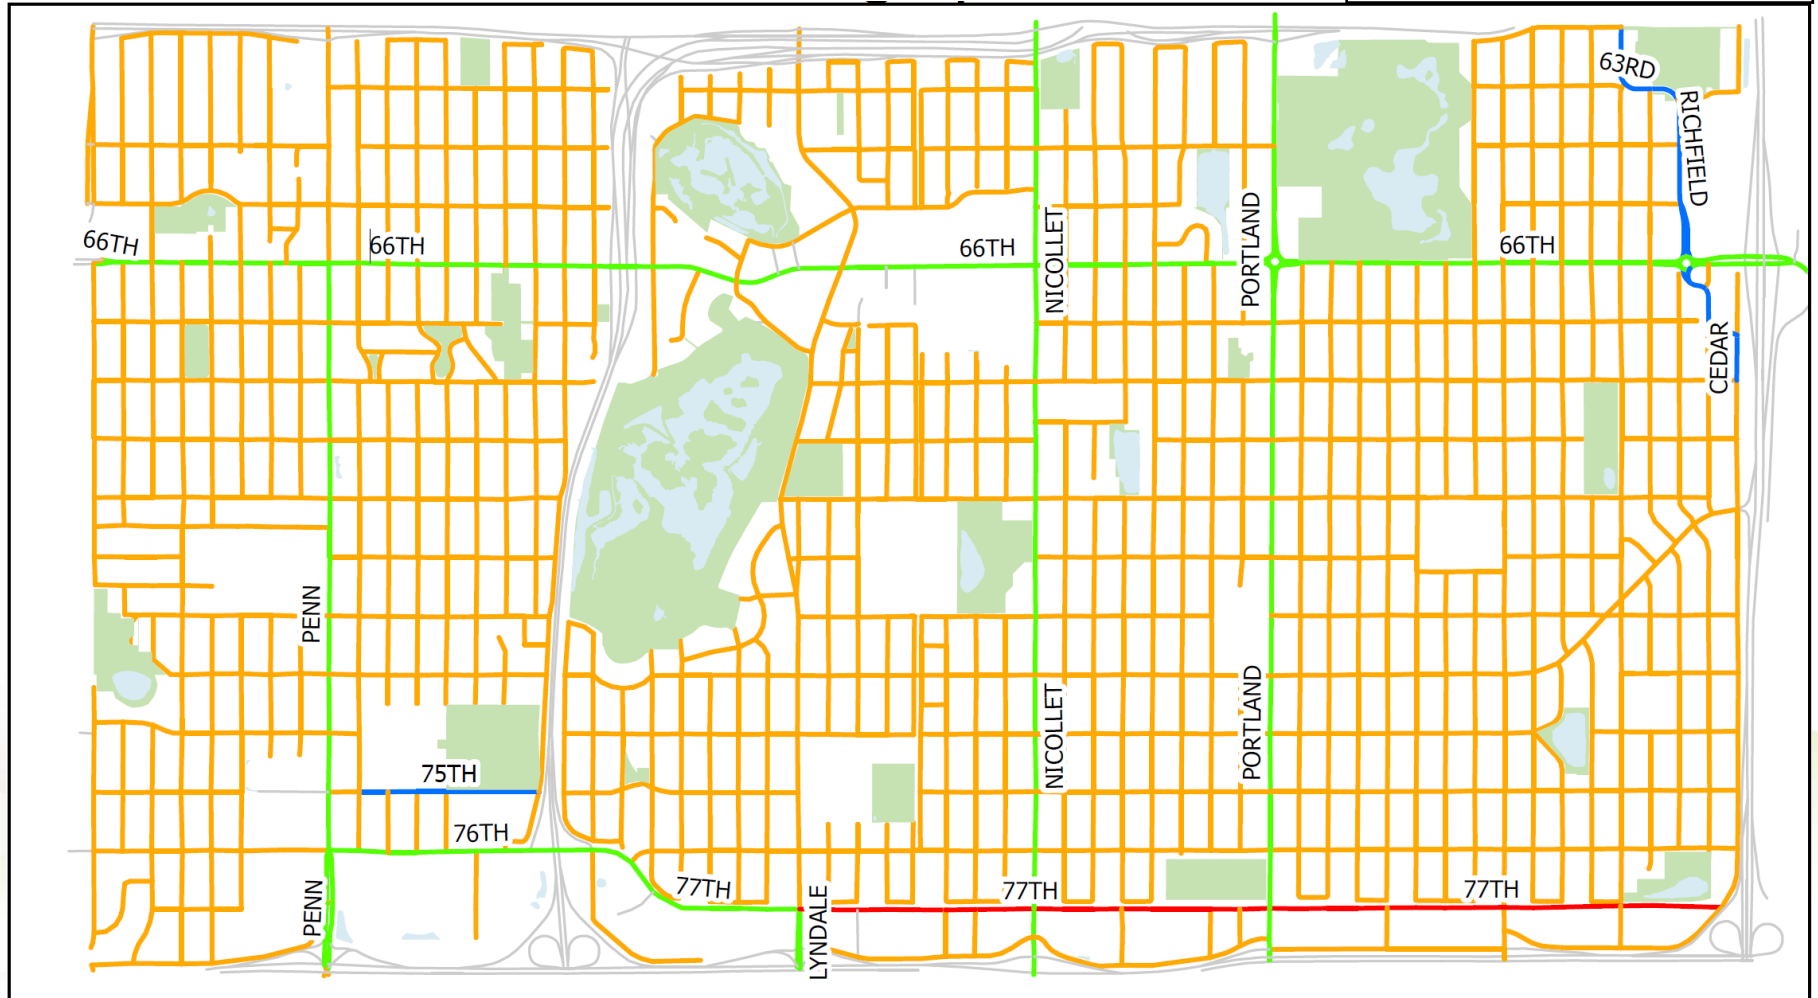 63RD
RICHFIELD
66TH
66TH
66TH
NICOLLET
PORTLAND
66TH
CEDAR
PENN
NICOLLET
PORTLAND
75TH
76TH
PENN
77TH
LYNDALE
77TH
77TH